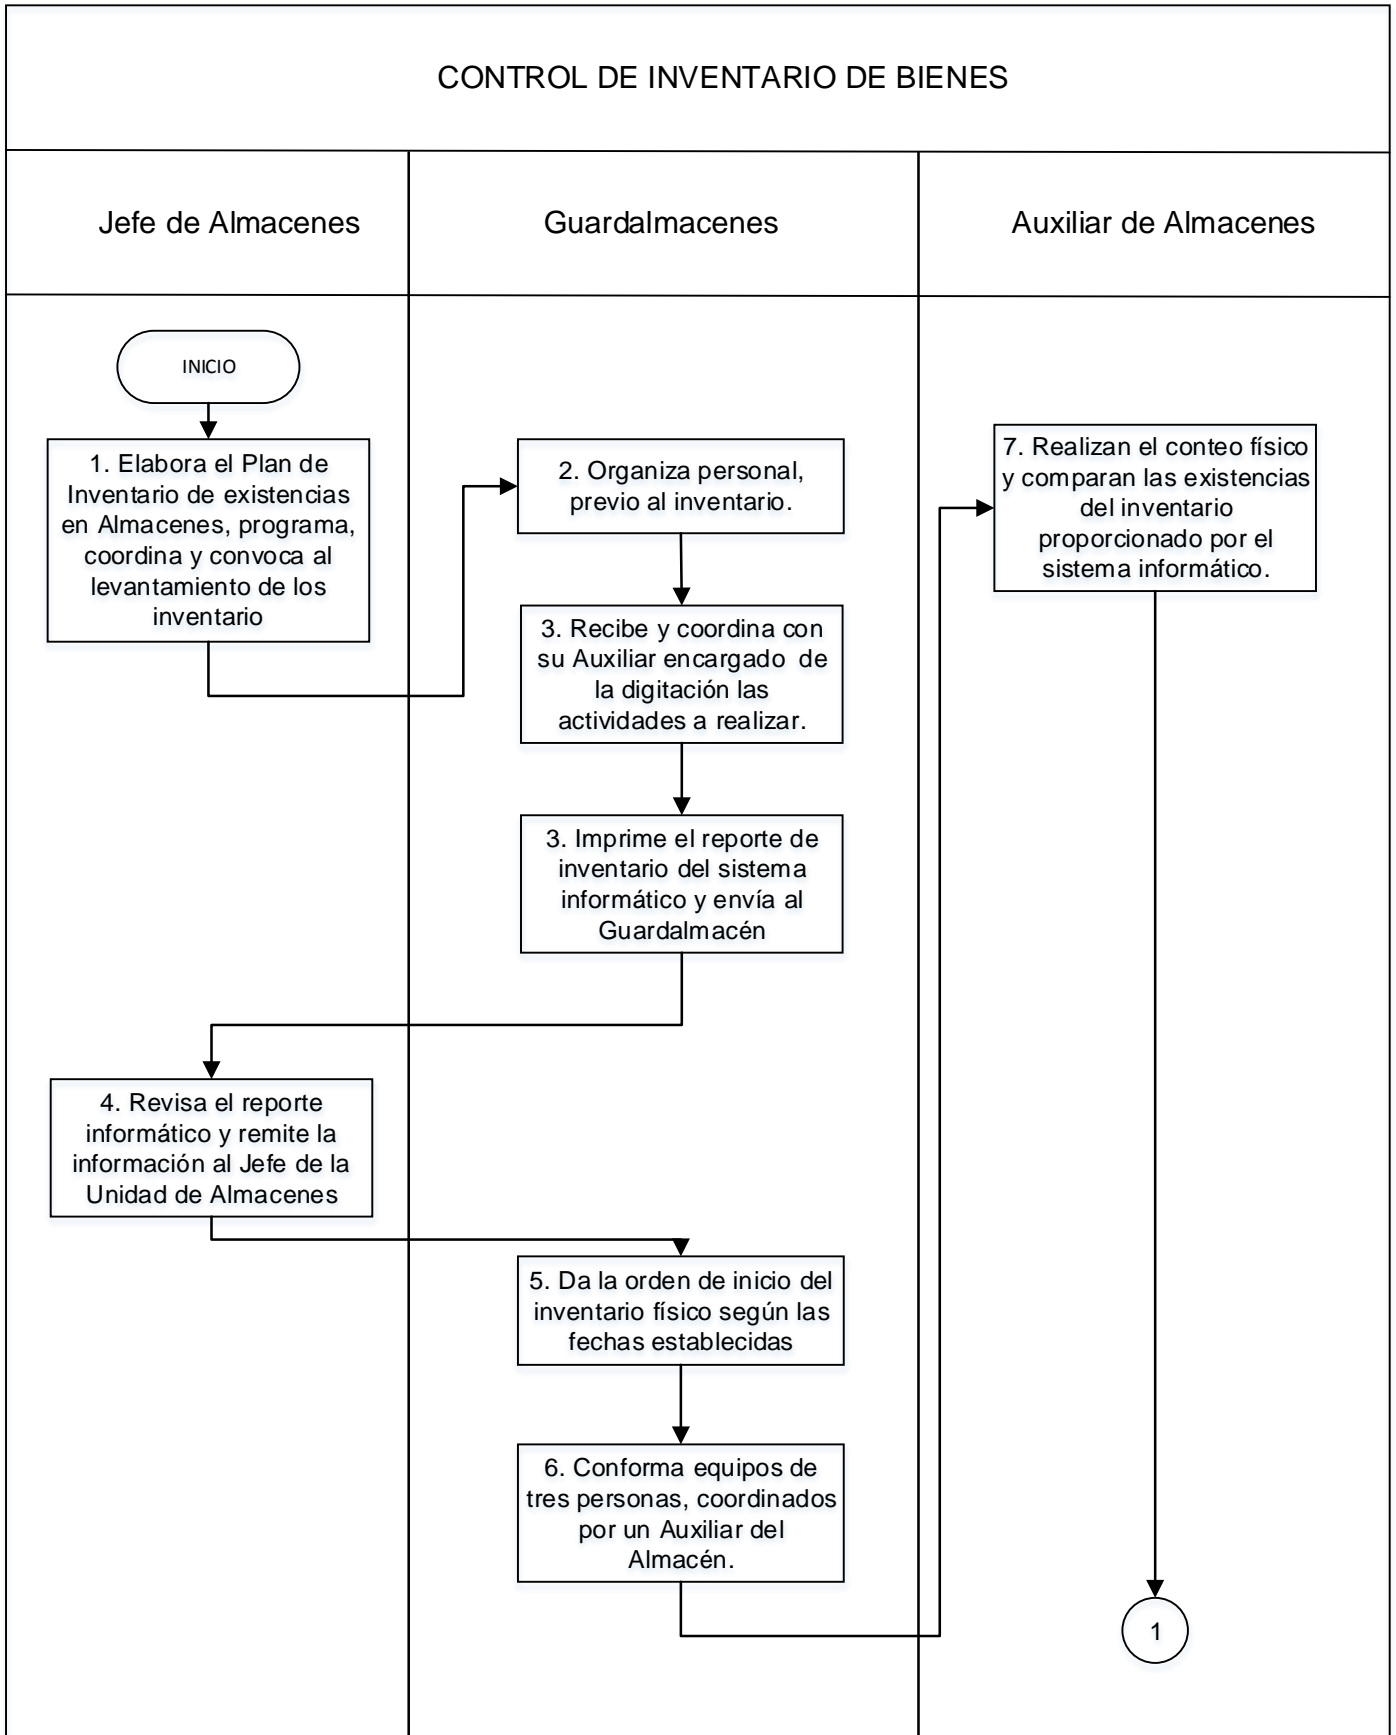 CONTROL DE INVENTARIO DE BIENES
Jefe de Almacenes
Guardalmacenes
Auxiliar de Almacenes
INICIO
1. Elabora el Plan de
Inventario de existencias
en Almacenes, programa,
coordina y convoca al
levantamiento de los
inventario
2. Organiza personal,
previo al inventario.
3. Recibe y coordina con
su Auxiliar encargado  de
la digitación las
actividades a realizar.
3. Imprime el reporte de
inventario del sistema
informático y envía al
Guardalmacén
4. Revisa el reporte
informático y remite la
información al Jefe de la
Unidad de Almacenes
5. Da la orden de inicio del
inventario físico según las
fechas establecidas
6. Conforma equipos de
tres personas, coordinados
por un Auxiliar del
Almacén.
7. Realizan el conteo físico
y comparan las existencias
del inventario
proporcionado por el
sistema informático.
1